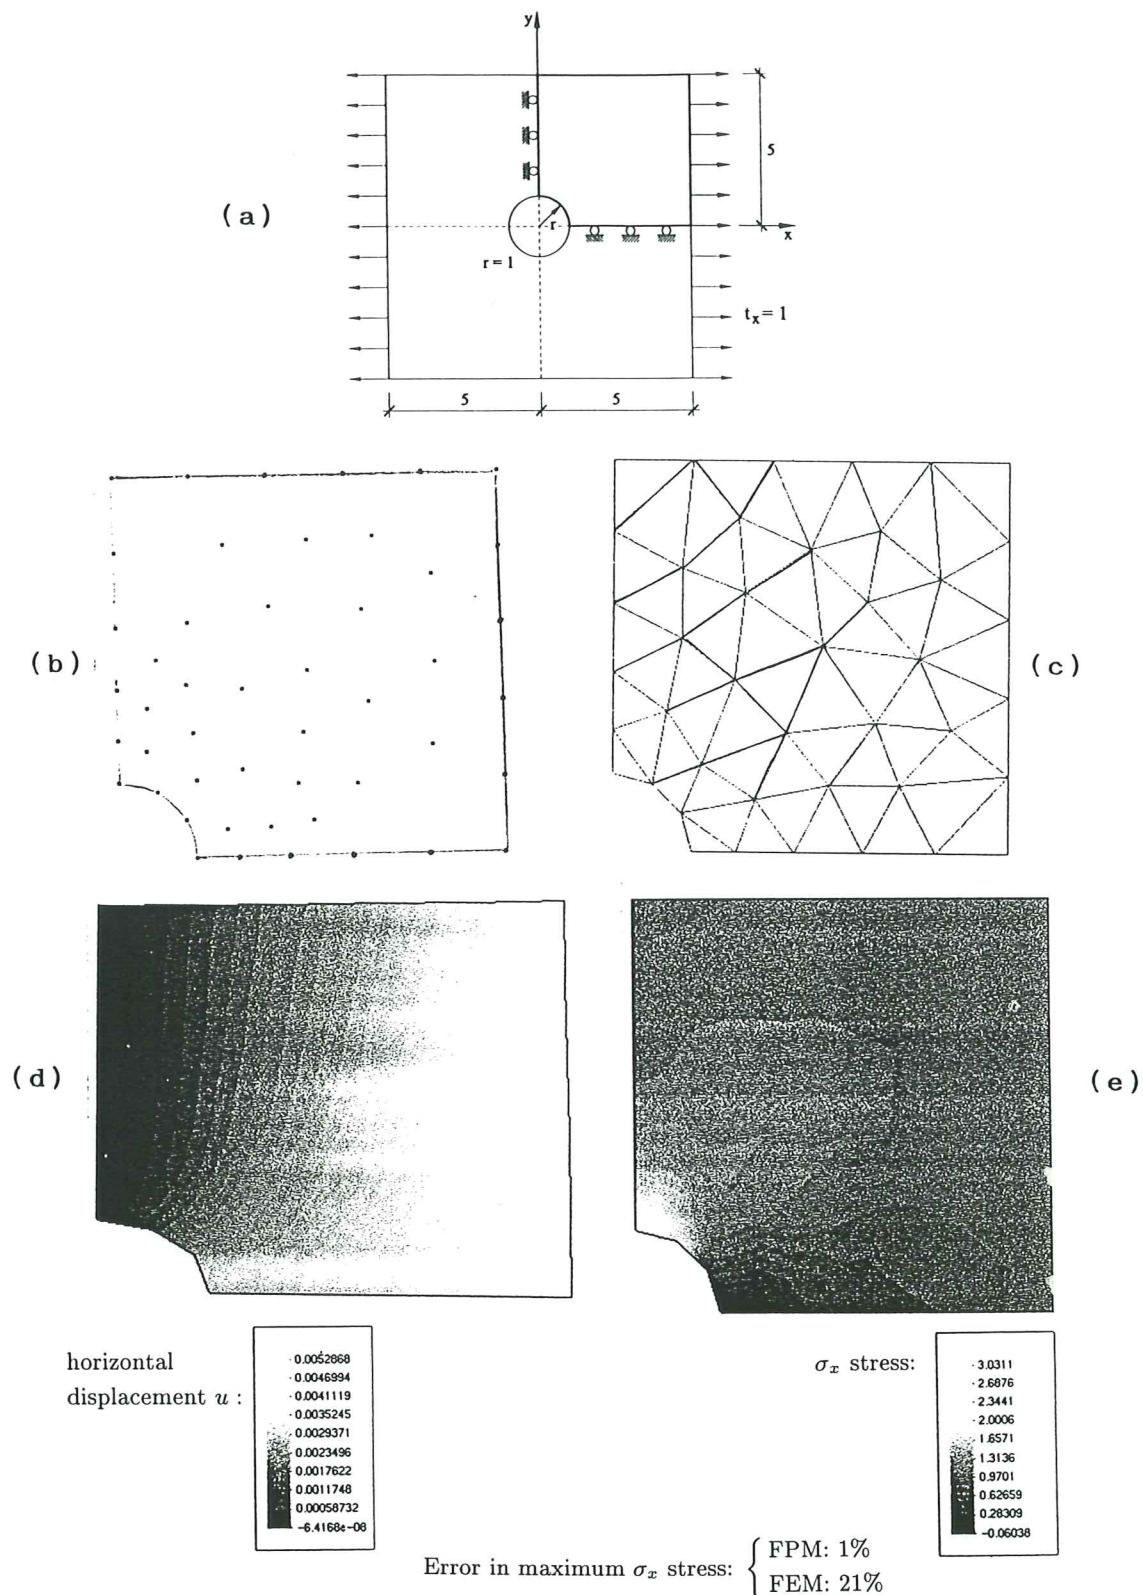 y
5
(a)
r
x
r = 1
t_x = 1
5 5
(b)
(c)
(d)
(e)
horizontal
displacement u :
0.0052868
0.0046994
0.0041119
0.0035245
0.0029371
0.0023496
0.0017622
0.0011748
0.00058732
-6.4168e-08
σ_x stress:
3.0311
2.6876
2.3441
2.0006
1.6571
1.3136
0.9701
0.62659
0.28309
-0.06038
Error in maximum σ_x stress: { FPM: 1%
FEM: 21%